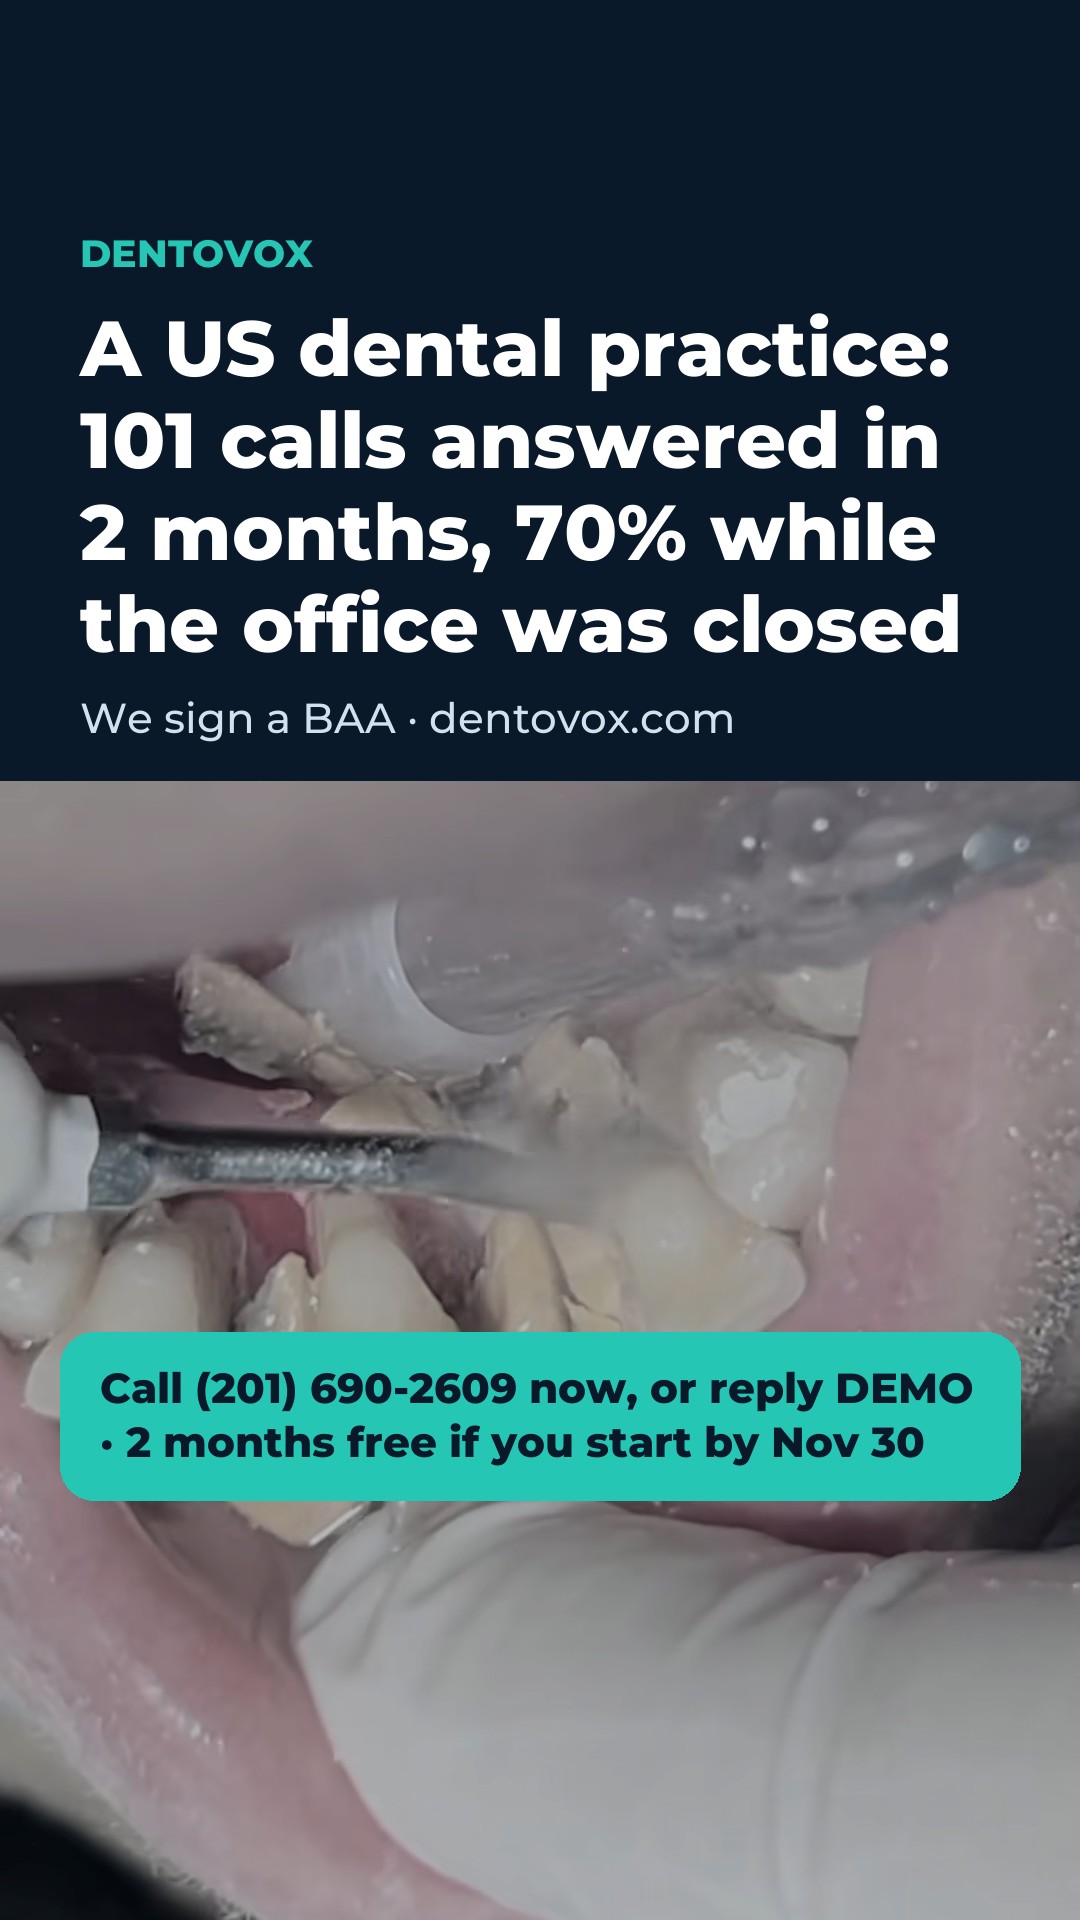 DENTOVOX
A US dental practice:
101 calls answered in
2 months, 70% while
the office was closed
We sign a BAA · dentovox.com
Call (201) 690-2609 now, or reply DEMO
· 2 months free if you start by Nov 30